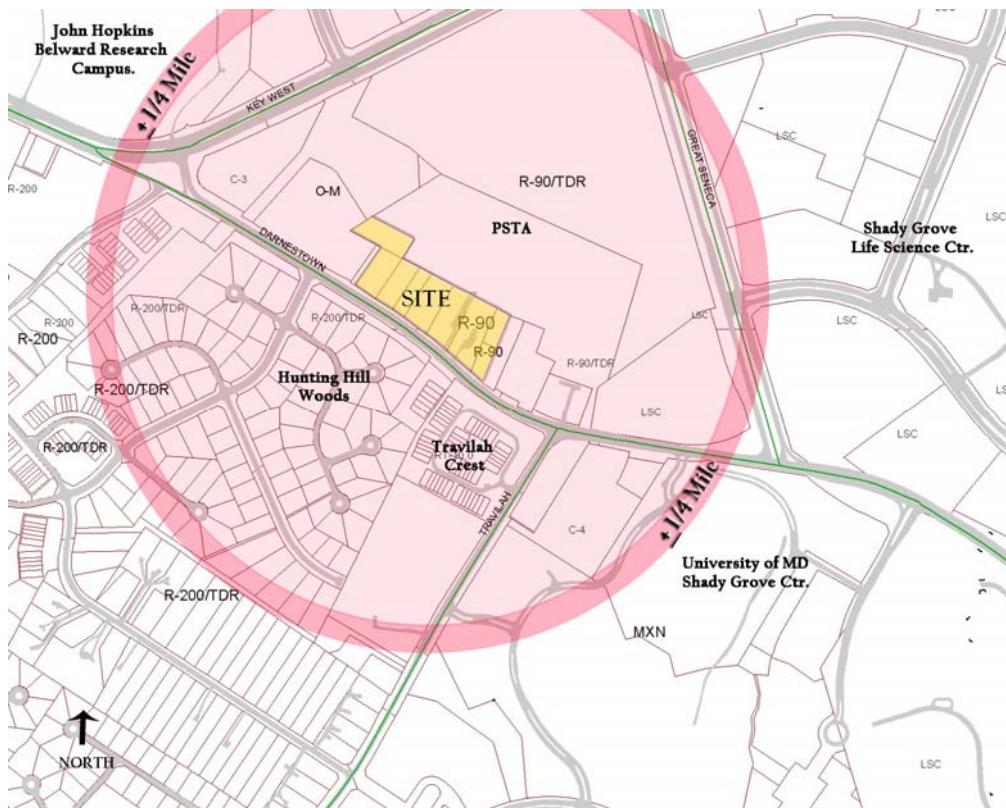 John Hopkins
Belward Research
Campus.
± 1/4 Mile
KEY WEST
GREAT SENECA
LSC
LSC
LSC
R-200
C-3
O-M
R-90/TDR
PSTA
Shady Grove
Life Science Ctr.
DARNESTOWN
SITE
R-90
R-90
R-200
R-200
R-200/TDR
R-200/TDR
LSC
LSC
LSC
R-90/TDR
Hunting Hill
Woods
R-200/TDR
LSC
LSC
R-200/TDR
Travilah
Crest
TRAVILAH
± 1/4 Mile
C-4
University of MD
Shady Grove Ctr.
R-200/TDR
MXN
NORTH
LSC